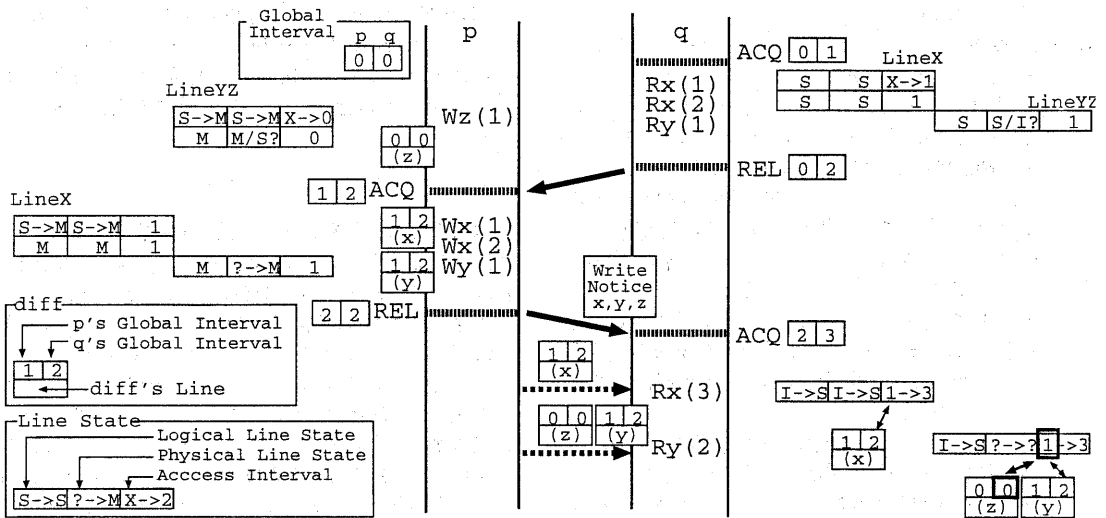 Global
Interval
p q
0 0
p
q
ACQ 0 1
LineX
S S X->1
S S 1
LineYZ
S S/I? 1
Rx(1)
Rx(2)
Ry(1)
REL 0 2
LineYZ
S->M S->M X->0
M M/S? 0
Wz(1)
0 0
(z)
1 2 ACQ
LineX
S->M S->M 1
M M 1
M ?->M 1
1 2
(x)
Wx(1)
Wx(2)
1 2
(y)
Wy(1)
Write
Notice
x,y,z
2 2 REL
ACQ 2 3
diff
p's Global Interval
q's Global Interval
1 2
diff's Line
1 2
(x)
Rx(3)
I->S I->S 1->3
1 2
(x)
0 0
(z)
1 2
(y)
Ry(2)
I->S ?->? 1->3
0 0
(z)
1 2
(y)
Line State
Logical Line State
Physical Line State
Acccess Interval
S->S ?->M X->2